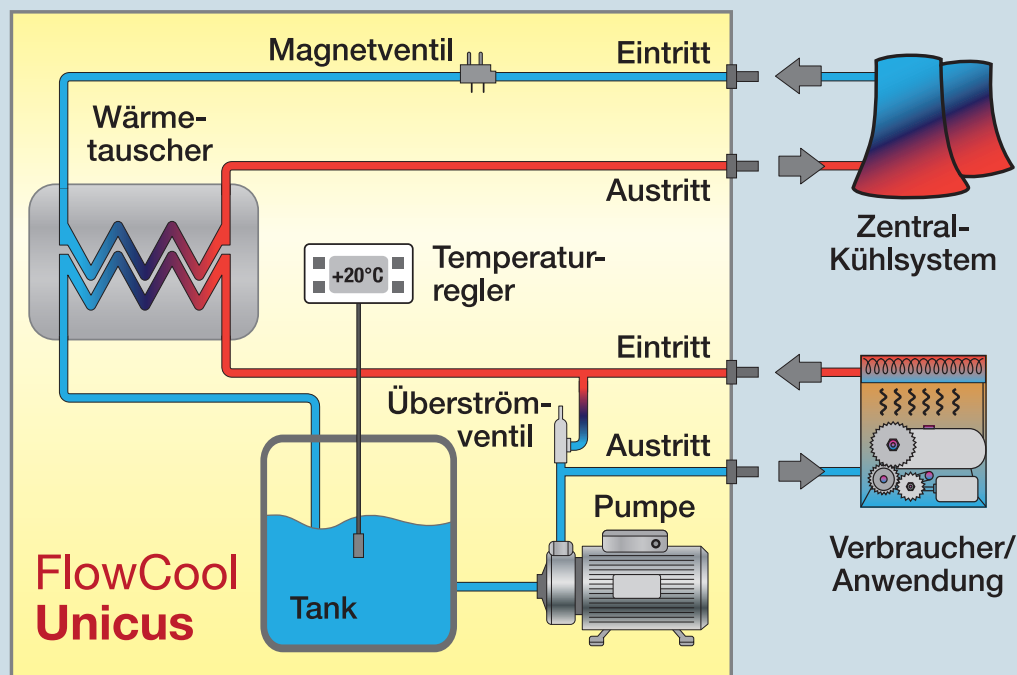 Magnetventil
Eintritt
Wärme-
tauscher
Austritt
Zentral-
Kühlsystem
+20°C
Temperatur-
regler
Eintritt
Überström-
ventil
Austritt
Pumpe
Verbraucher/
Anwendung
FlowCool
Unicus
Tank